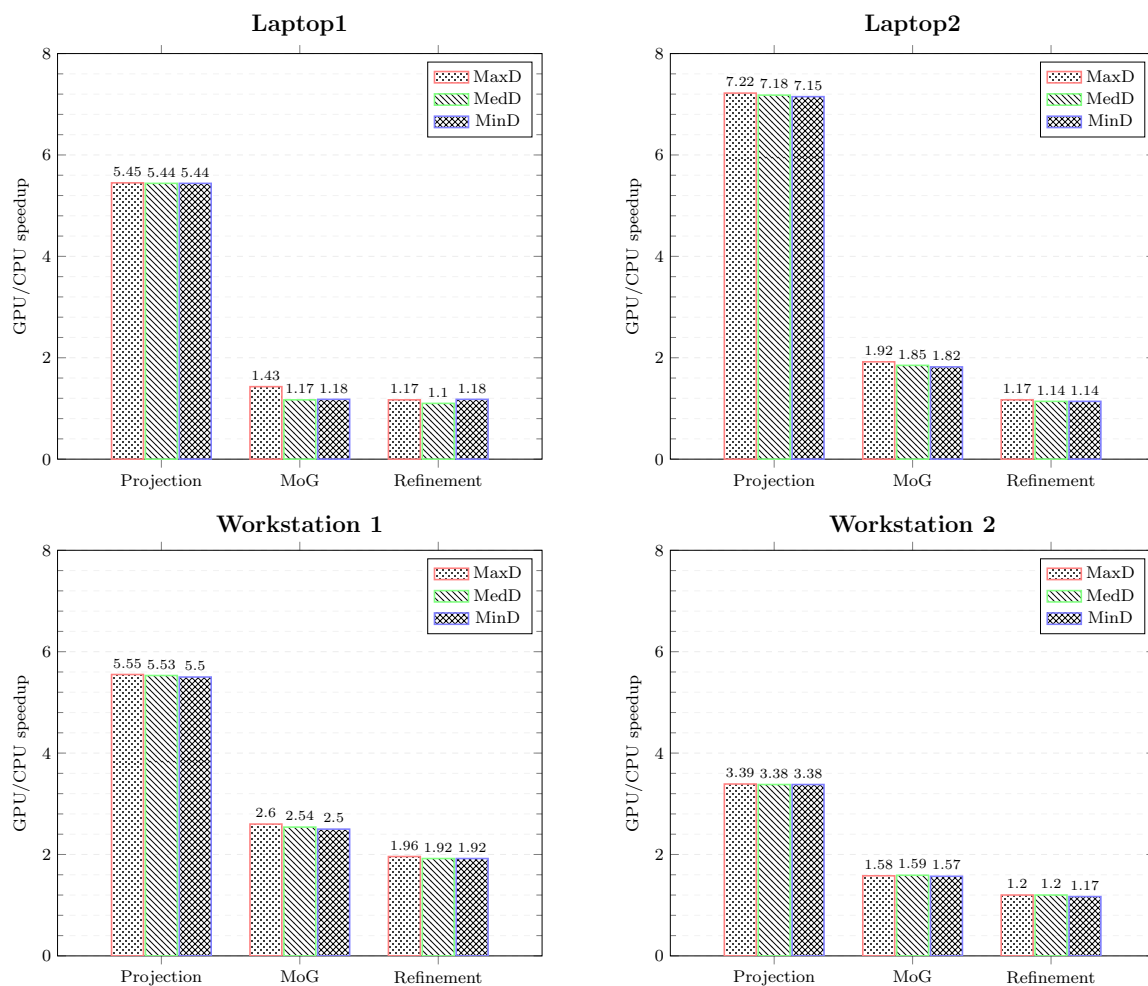 Laptop1
8
6
4
2
0
GPU/CPU speedup
MaxD
MedD
MinD
5.45 5.44 5.44
1.43 1.17 1.18
1.17 1.1 1.18
Projection MoG Refinement
Laptop2
8
6
4
2
0
GPU/CPU speedup
MaxD
MedD
MinD
7.22 7.18 7.15
1.92 1.85 1.82
1.17 1.14 1.14
Projection MoG Refinement
Workstation 1
8
6
4
2
0
GPU/CPU speedup
MaxD
MedD
MinD
5.55 5.53 5.5
2.6 2.54 2.5
1.96 1.92 1.92
Projection MoG Refinement
Workstation 2
8
6
4
2
0
GPU/CPU speedup
MaxD
MedD
MinD
3.39 3.38 3.38
1.58 1.59 1.57
1.2 1.2 1.17
Projection MoG Refinement